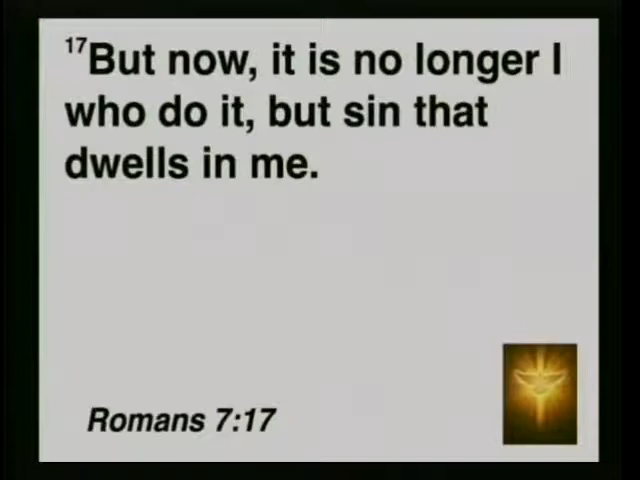 17But now, it is no longer I
who do it, but sin that
dwells in me.
Romans 7:17